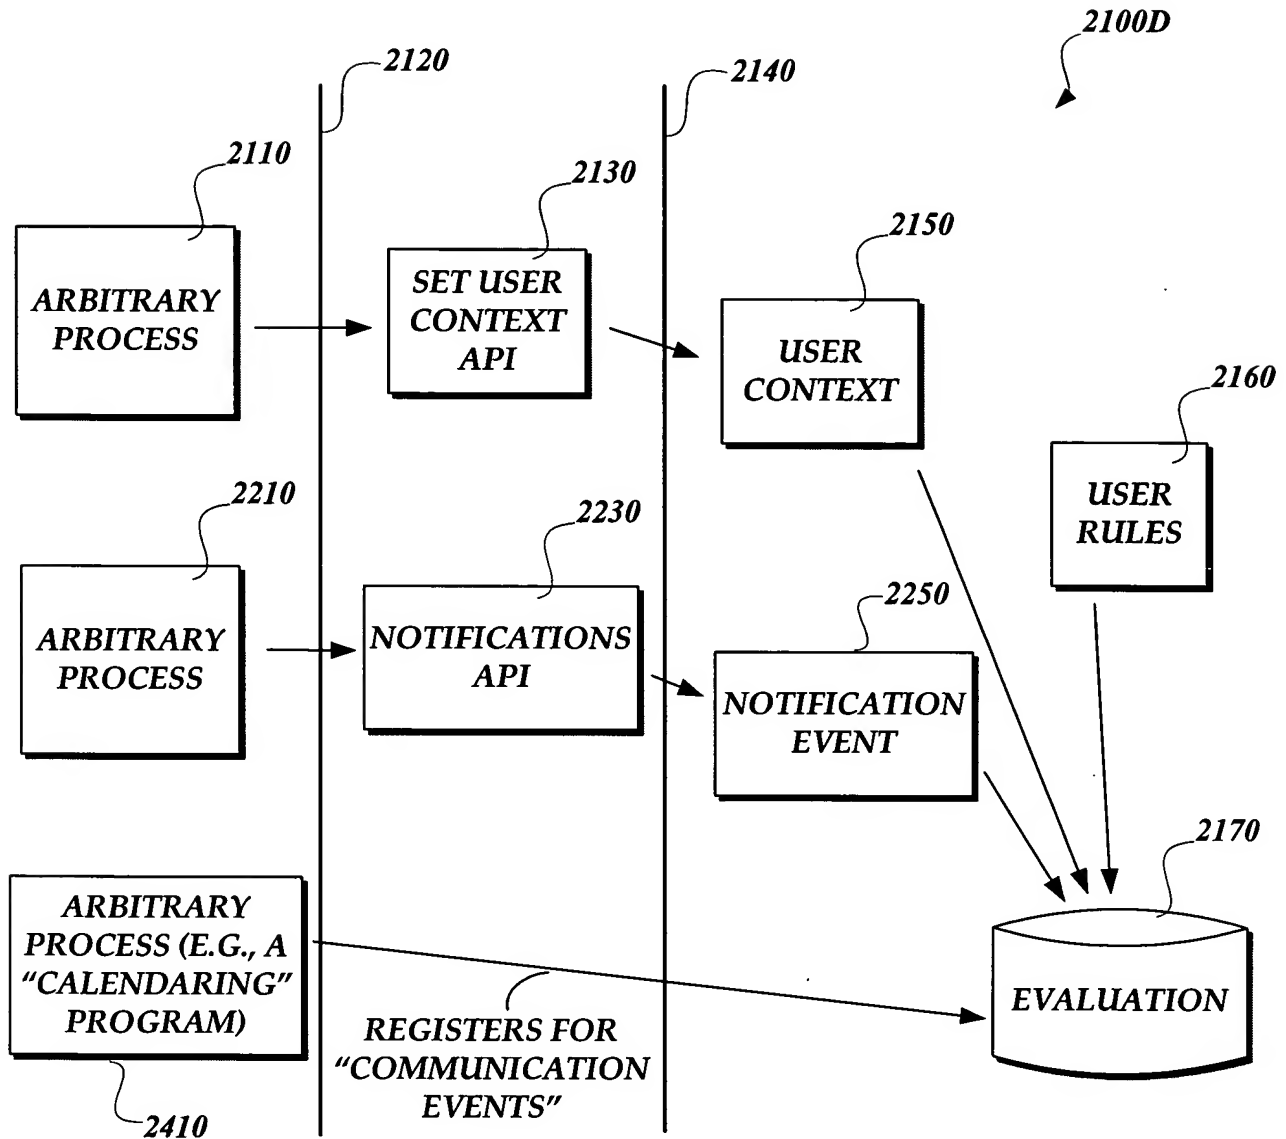 2100D
2120
2140
2110
2130
2150
ARBITRARY
PROCESS
SET USER
CONTEXT
API
USER
CONTEXT
2160
USER
RULES
2210
2230
2250
ARBITRARY
PROCESS
NOTIFICATIONS
API
NOTIFICATION
EVENT
2170
ARBITRARY
PROCESS (E.G., A
“CALENDARING”
PROGRAM)
EVALUATION
REGISTERS FOR
“COMMUNICATION
EVENTS”
2410